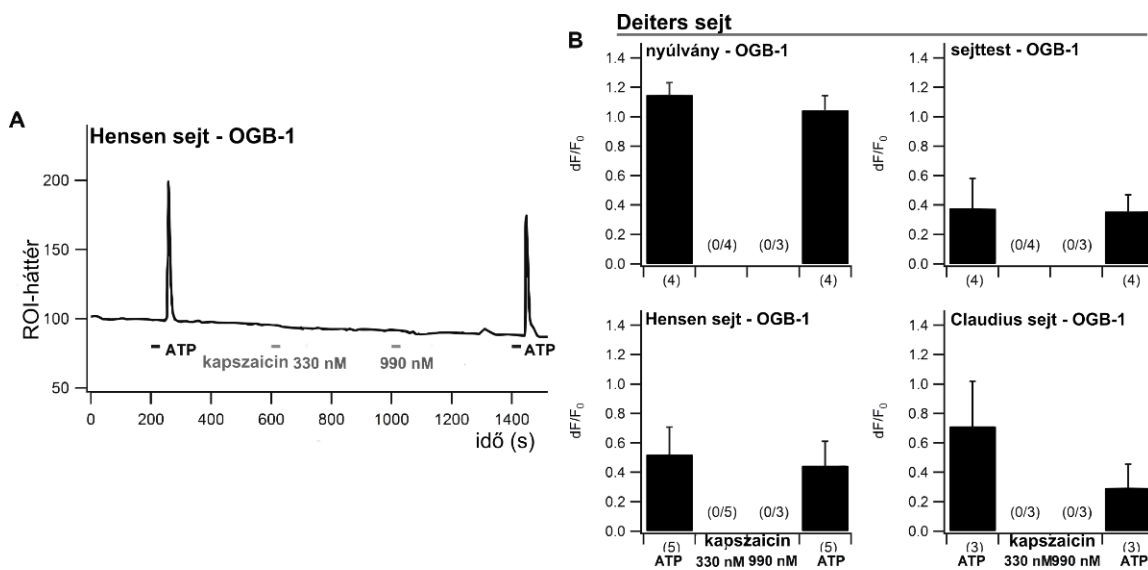 A
Hensen sejt - OGB-1
ROI-háttér
200
150
100
50
ATP
kapszaicin 330 nM
990 nM
ATP
0 200 400 600 800 1000 1200 1400
idő (s)
B
Deiters sejt
nyúlvány - OGB-1
dF/F0
1.4
1.2
1.0
0.8
0.6
0.4
0.2
0.0
(0/4) (0/3)
(4) (4)
sejttest - OGB-1
dF/F0
1.4
1.2
1.0
0.8
0.6
0.4
0.2
0.0
(0/4) (0/3)
(4) (4)
Hensen sejt - OGB-1
dF/F0
1.4
1.2
1.0
0.8
0.6
0.4
0.2
0.0
(0/5) (0/3)
(5) kapszaicin (5)
ATP 330 nM 990 nM ATP
Claudius sejt - OGB-1
dF/F0
1.4
1.2
1.0
0.8
0.6
0.4
0.2
0.0
(0/3) (0/3)
(3) kapszaicin (3)
ATP 330 nM 990 nM ATP